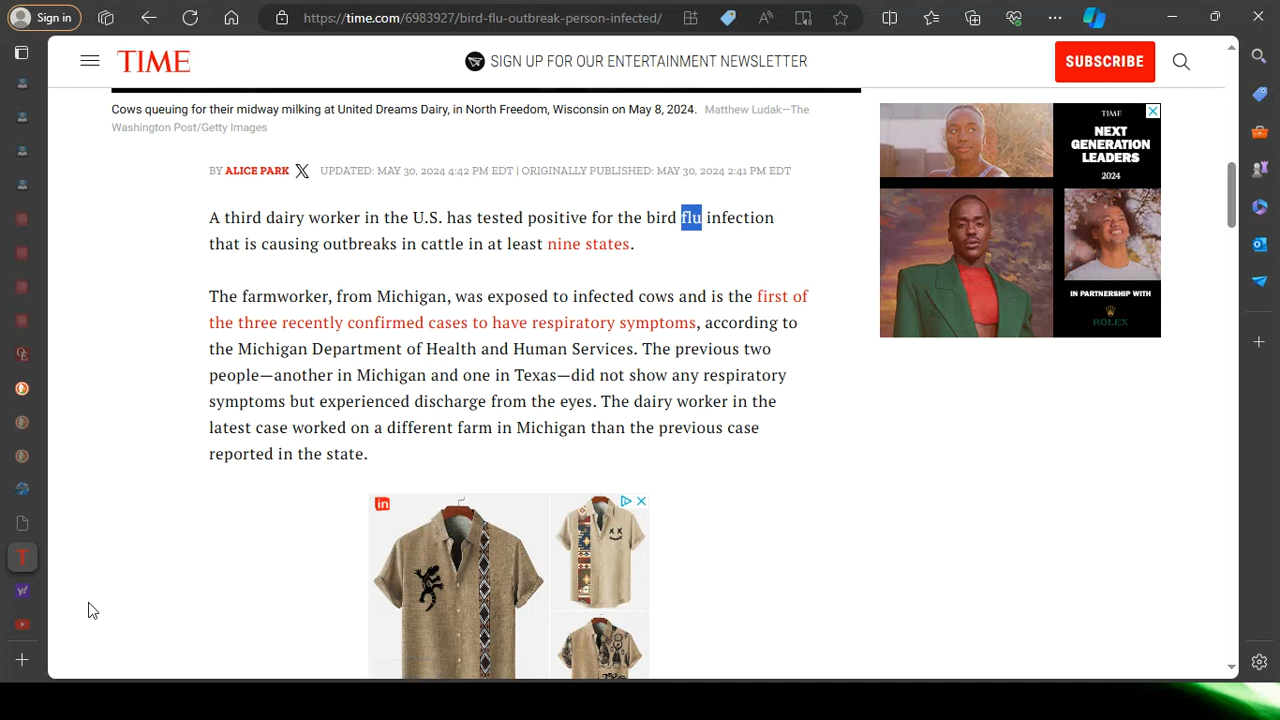 Sign in
https://time.com/6983927/bird-flu-outbreak-person-infected/
TIME
SIGN UP FOR OUR ENTERTAINMENT NEWSLETTER
SUBSCRIBE
Cows queuing for their midway milking at United Dreams Dairy, in North Freedom, Wisconsin on May 8, 2024. Matthew Ludak—The
Washington Post/Getty Images
BY ALICE PARK X UPDATED: MAY 30, 2024 4:42 PM EDT | ORIGINALLY PUBLISHED: MAY 30, 2024 2:41 PM EDT
A third dairy worker in the U.S. has tested positive for the bird flu infection
that is causing outbreaks in cattle in at least nine states.
The farmworker, from Michigan, was exposed to infected cows and is the first of
the three recently confirmed cases to have respiratory symptoms, according to
the Michigan Department of Health and Human Services. The previous two
people—another in Michigan and one in Texas—did not show any respiratory
symptoms but experienced discharge from the eyes. The dairy worker in the
latest case worked on a different farm in Michigan than the previous case
reported in the state.
in
TIME
NEXT
GENERATION
LEADERS
2024
IN PARTNERSHIP WITH
ROLEX